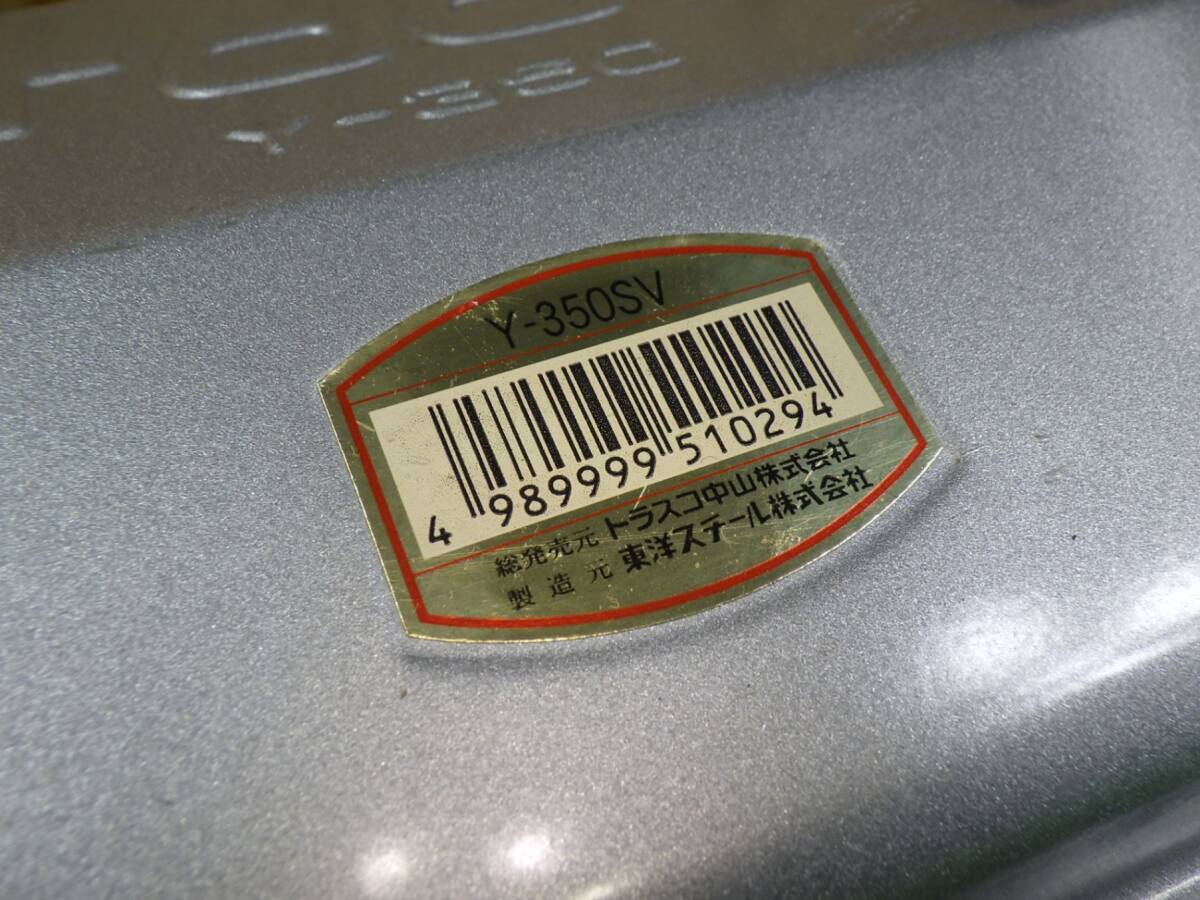 Y-350
Y-350SV
4 989999 510294
総発売元 トラスコ中山株式会社
製造元 東洋スチール株式会社